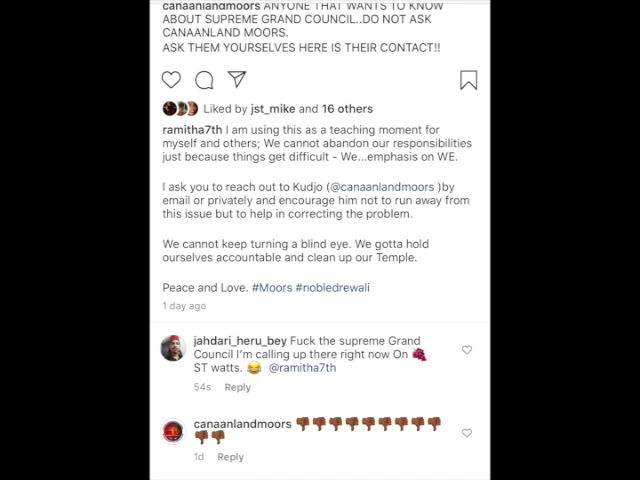 canaanlandmoors ANYONE THAT WANTS TO KNOW
ABOUT SUPREME GRAND COUNCIL..DO NOT ASK
CANAANLAND MOORS.
ASK THEM YOURSELVES HERE IS THEIR CONTACT!!
Liked by jst_mike and 16 others
ramitha7th I am using this as a teaching moment for
myself and others; We cannot abandon our responsibilities
just because things get difficult - We...emphasis on WE.
I ask you to reach out to Kudjo (@canaanlandmoors )by
email or privately and encourage him not to run away from
this issue but to help in correcting the problem.
We cannot keep turning a blind eye. We gotta hold
ourselves accountable and clean up our Temple.
Peace and Love. #Moors #nobledrewali
1 day ago
jahdari_heru_bey Fuck the supreme Grand
Council I'm calling up there right now On 🍇
ST watts. 😂 @ramitha7th
54s Reply
canaanlandmoors 👎🏾👎🏾👎🏾👎🏾👎🏾👎🏾👎🏾👎🏾👎🏾
👎🏾👎🏾
1d Reply